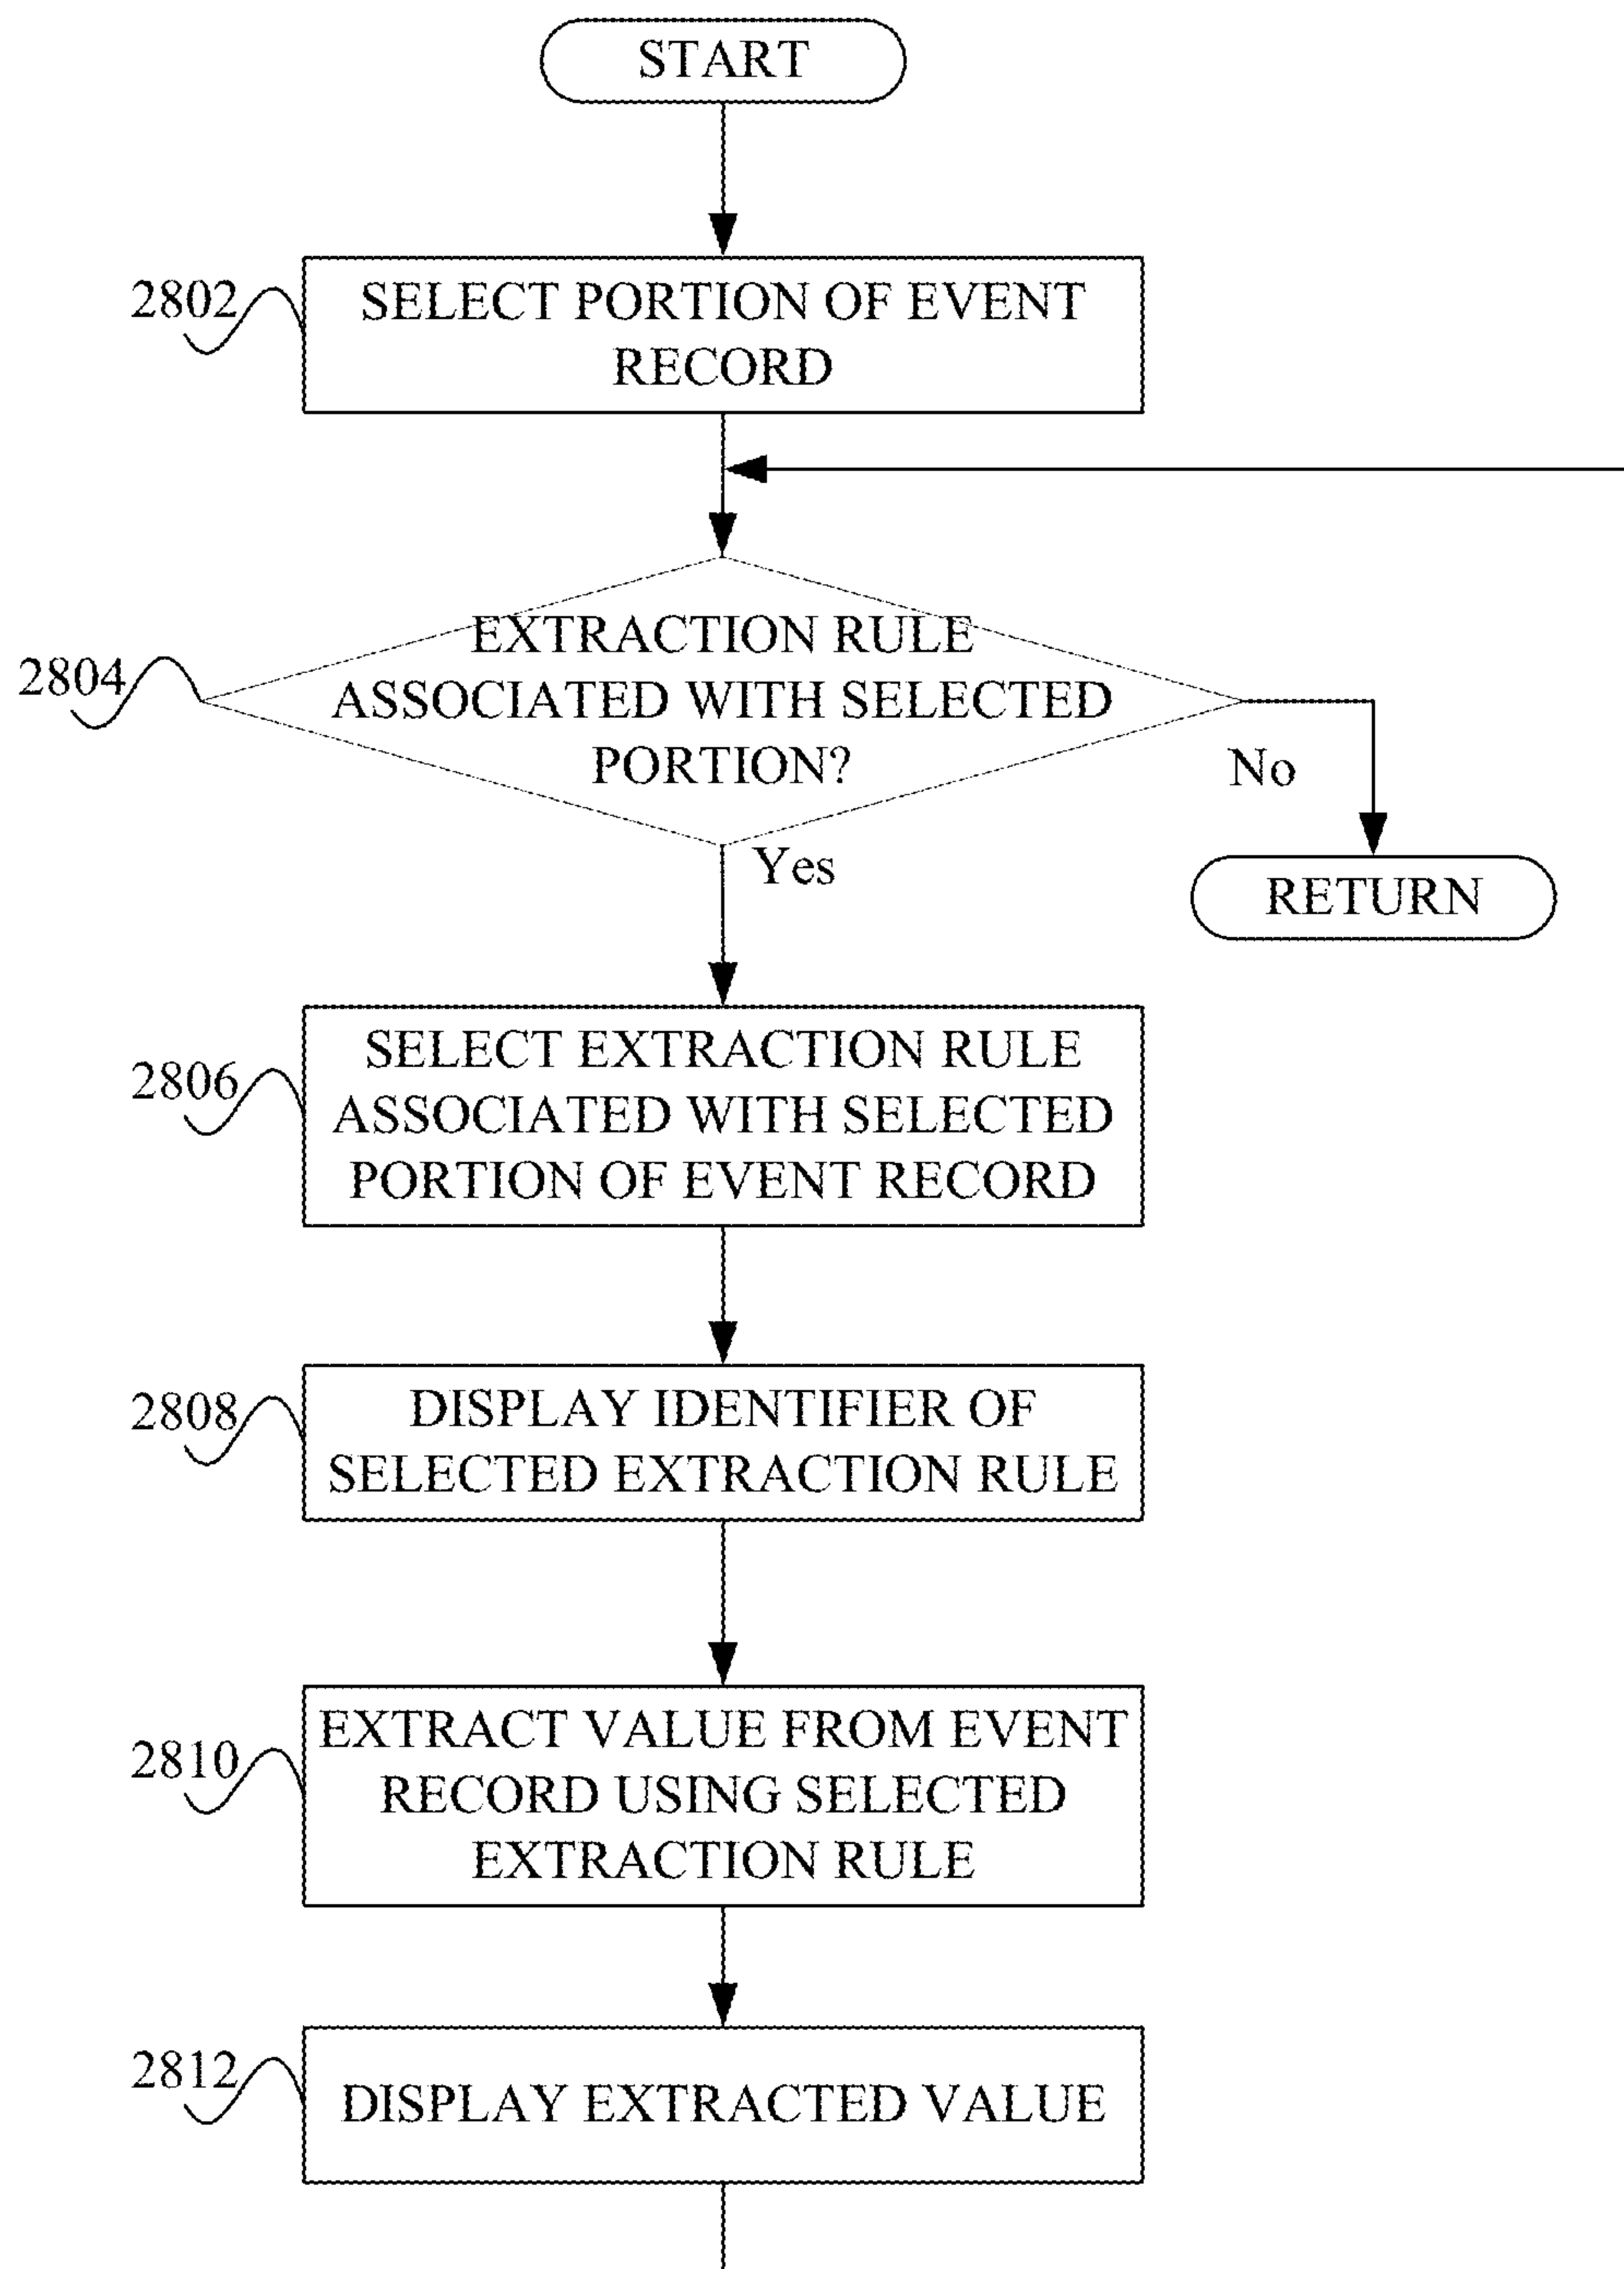 START
2802
SELECT PORTION OF EVENT
RECORD
2804
EXTRACTION RULE
ASSOCIATED WITH SELECTED
PORTION?
No
Yes
RETURN
2806
SELECT EXTRACTION RULE
ASSOCIATED WITH SELECTED
PORTION OF EVENT RECORD
2808
DISPLAY IDENTIFIER OF
SELECTED EXTRACTION RULE
2810
EXTRACT VALUE FROM EVENT
RECORD USING SELECTED
EXTRACTION RULE
2812
DISPLAY EXTRACTED VALUE